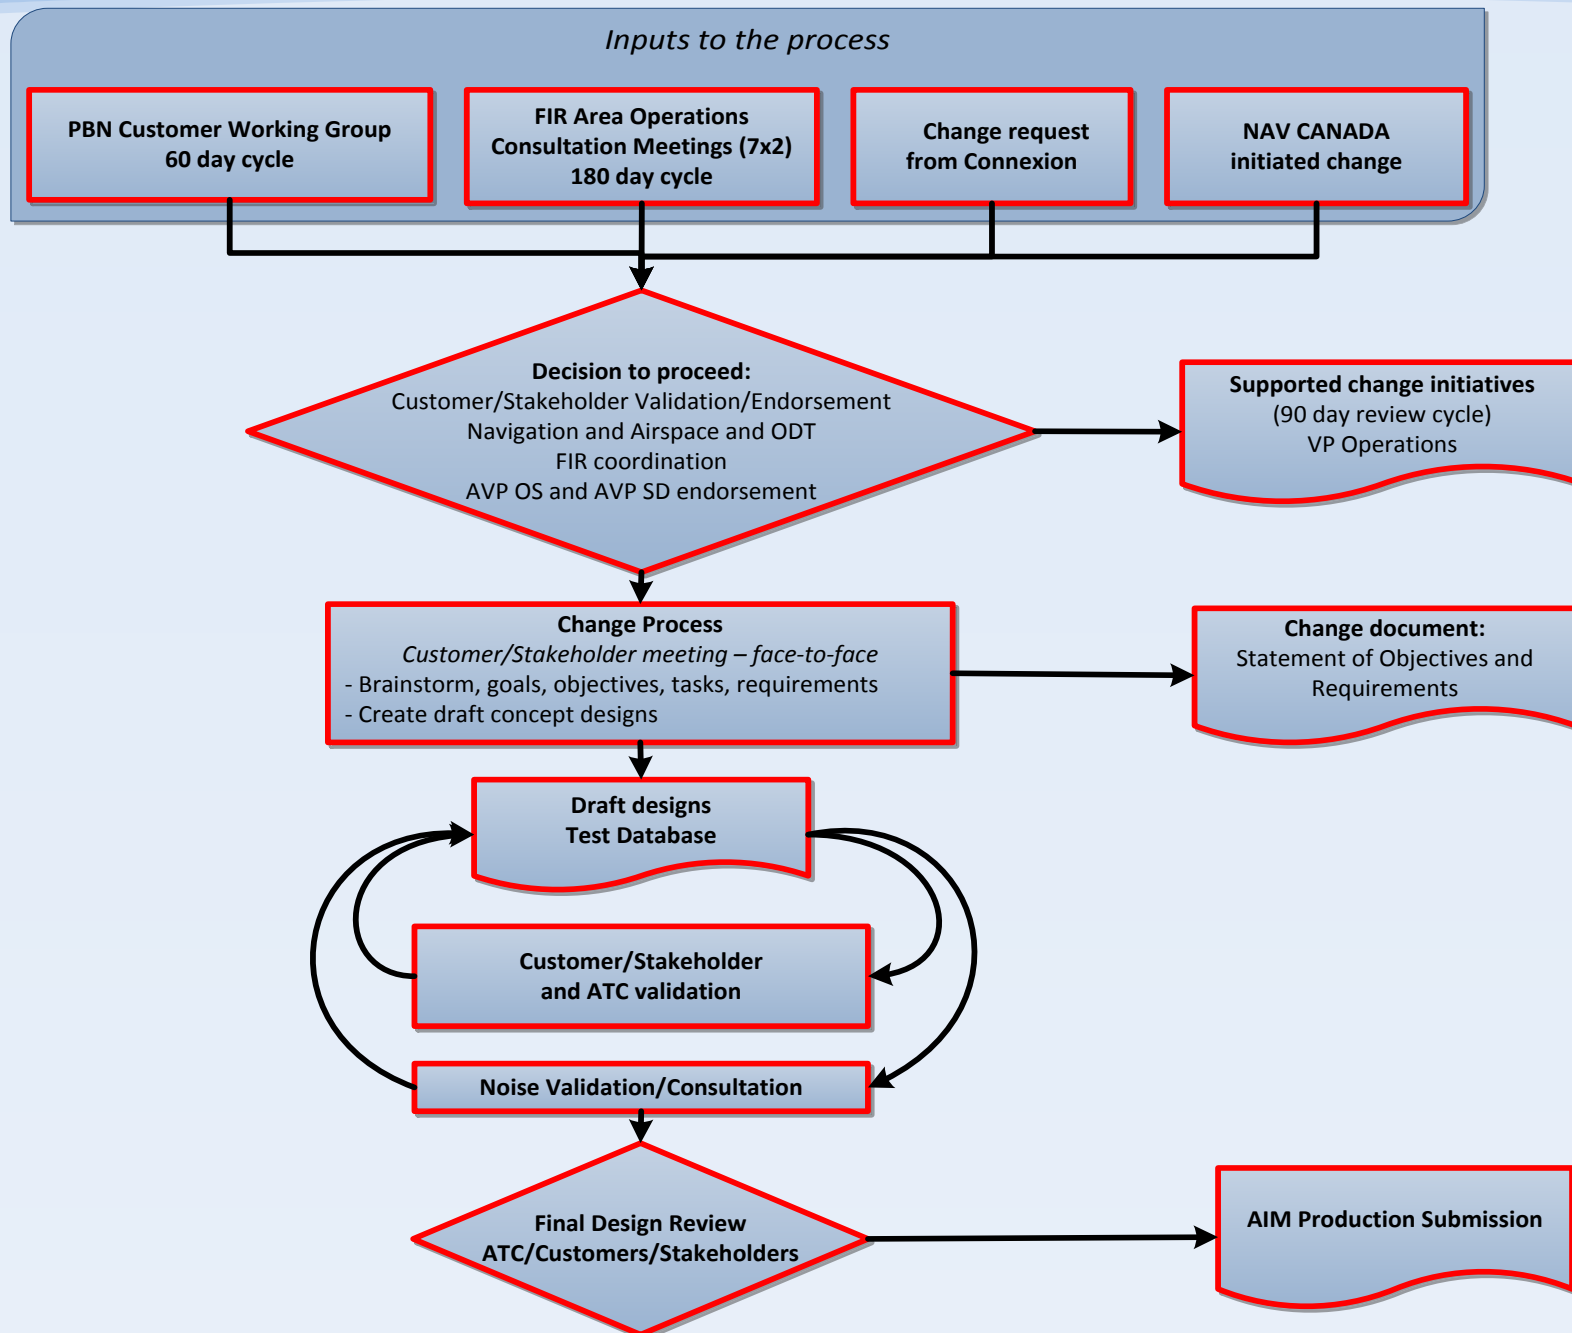 Inputs to the process
PBN Customer Working Group
60 day cycle
FIR Area Operations
Consultation Meetings (7x2)
180 day cycle
Change request
from Connexion
NAV CANADA
initiated change
Decision to proceed:
Customer/Stakeholder Validation/Endorsement
Navigation and Airspace and ODT
FIR coordination
AVP OS and AVP SD endorsement
Supported change initiatives
(90 day review cycle)
VP Operations
Change Process
Customer/Stakeholder meeting – face-to-face
- Brainstorm, goals, objectives, tasks, requirements
- Create draft concept designs
Change document:
Statement of Objectives and
Requirements
Draft designs
Test Database
Customer/Stakeholder
and ATC validation
Noise Validation/Consultation
Final Design Review
ATC/Customers/Stakeholders
AIM Production Submission